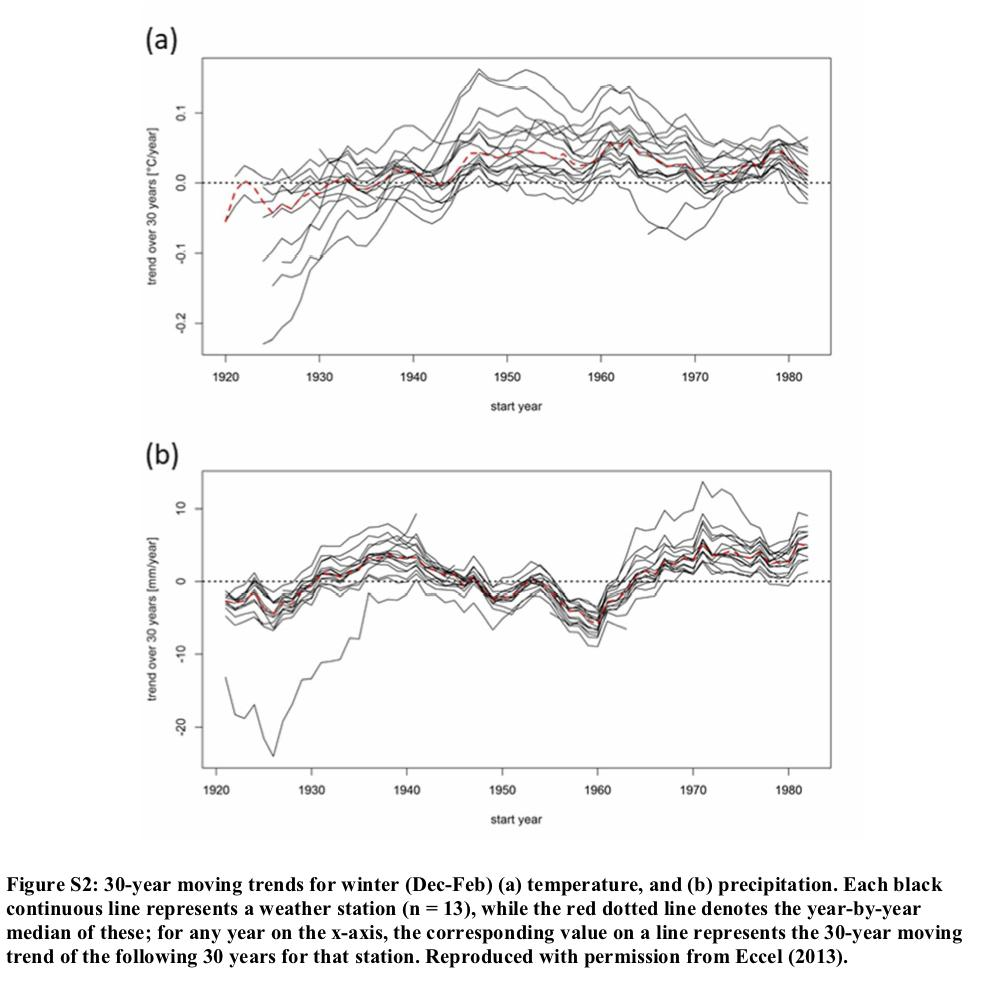 (a)
trend over 30 years [°C/year]
0.1
0.0
-0.1
-0.2
1920 1930 1940 1950 1960 1970 1980
start year
(b)
trend over 30 years [mm/year]
10
0
-10
-20
1920 1930 1940 1950 1960 1970 1980
start year
Figure S2: 30-year moving trends for winter (Dec-Feb) (a) temperature, and (b) precipitation. Each black
continuous line represents a weather station (n = 13), while the red dotted line denotes the year-by-year
median of these; for any year on the x-axis, the corresponding value on a line represents the 30-year moving
trend of the following 30 years for that station. Reproduced with permission from Eccel (2013).